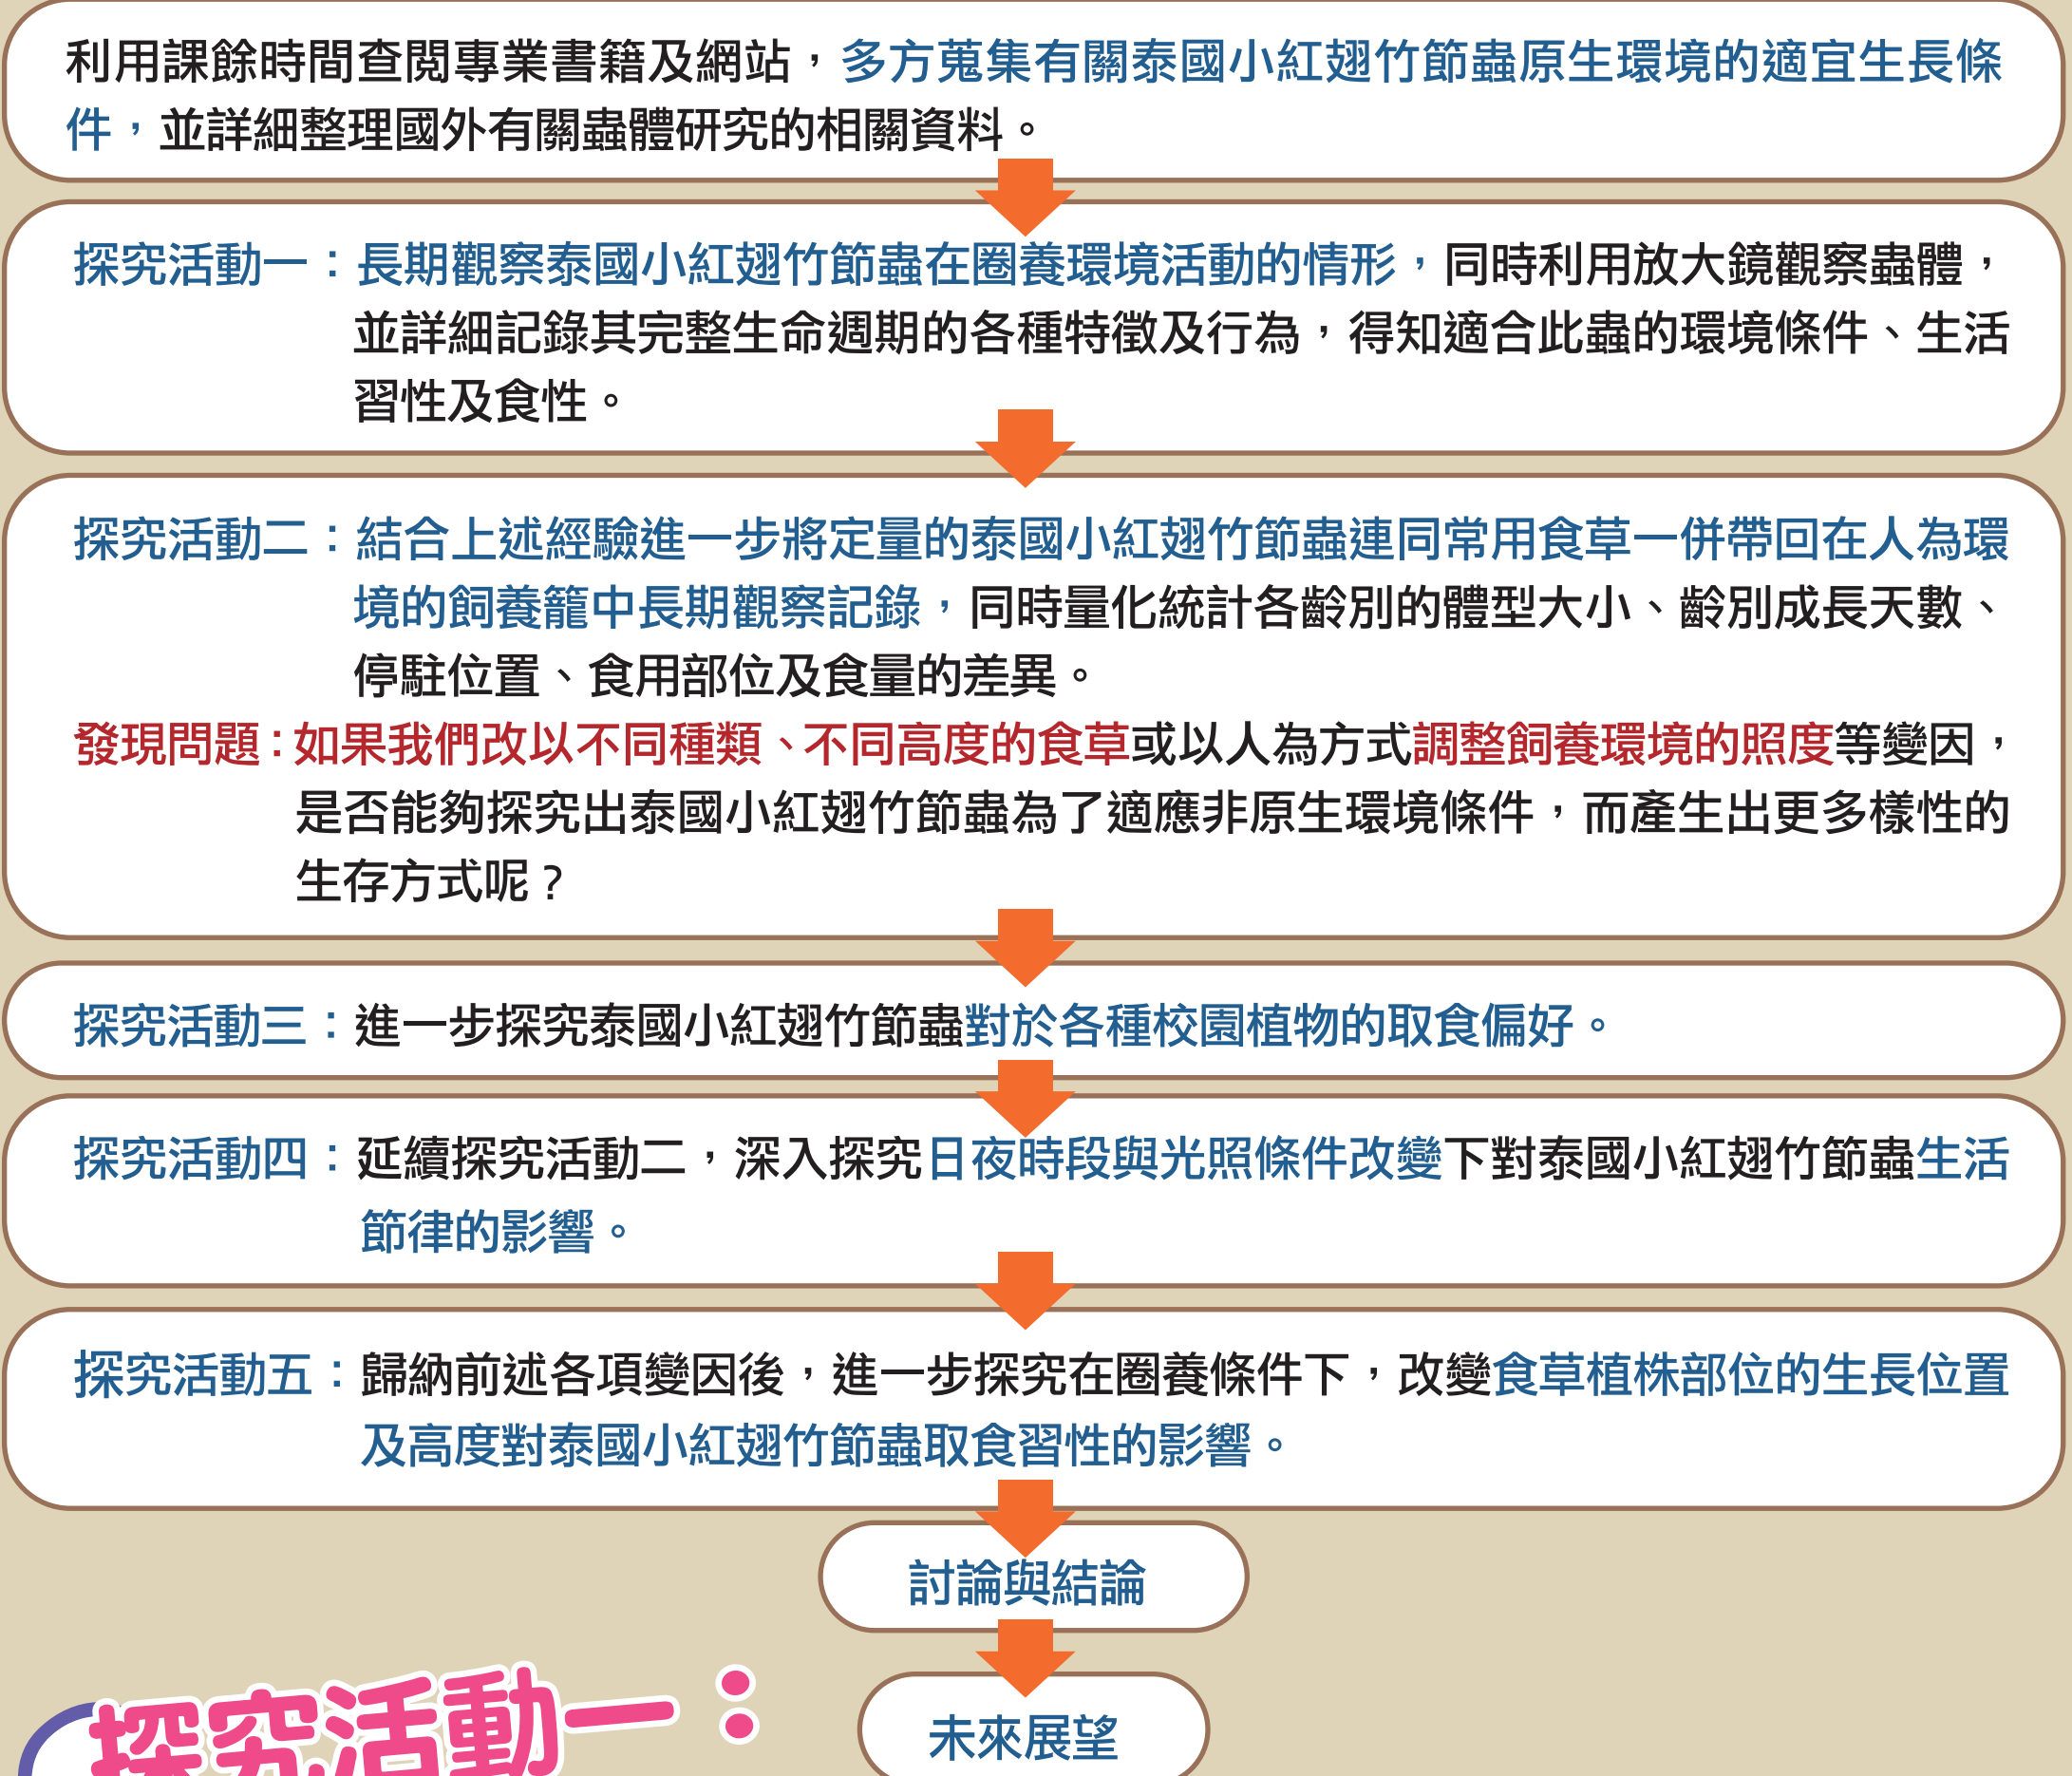 利用課餘時間查閱專業書籍及網站，多方蒐集有關泰國小紅翅竹節蟲原生環境的適宜生長條
件，並詳細整理國外有關蟲體研究的相關資料。
探究活動一：長期觀察泰國小紅翅竹節蟲在圈養環境活動的情形，同時利用放大鏡觀察蟲體，
並詳細記錄其完整生命週期的各種特徵及行為，得知適合此蟲的環境條件、生活
習性及食性。
探究活動二：結合上述經驗進一步將定量的泰國小紅翅竹節蟲連同常用食草一併帶回在人為環
境的飼養籠中長期觀察記錄，同時量化統計各齡別的體型大小、齡別成長天數、
停駐位置、食用部位及食量的差異。
發現問題：如果我們改以不同種類、不同高度的食草或以人為方式調整飼養環境的照度等變因，
是否能夠探究出泰國小紅翅竹節蟲為了適應非原生環境條件，而產生出更多樣性的
生存方式呢？
探究活動三：進一步探究泰國小紅翅竹節蟲對於各種校園植物的取食偏好。
探究活動四：延續探究活動二，深入探究日夜時段與光照條件改變下對泰國小紅翅竹節蟲生活
節律的影響。
探究活動五：歸納前述各項變因後，進一步探究在圈養條件下，改變食草植株部位的生長位置
及高度對泰國小紅翅竹節蟲取食習性的影響。
討論與結論
未來展望
探究活動一：